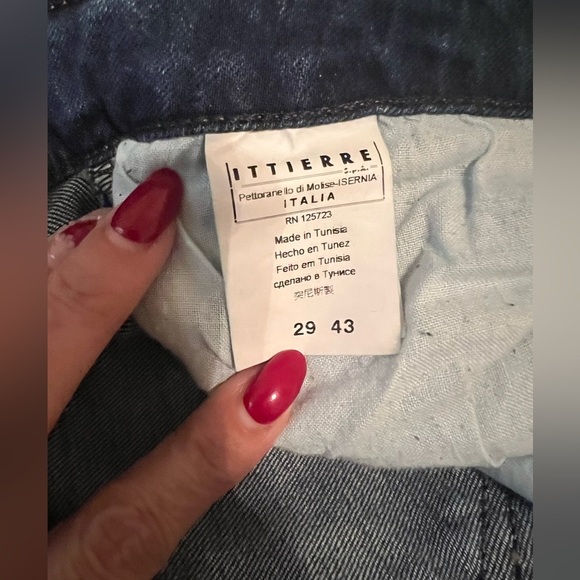 ITTIERRE
S.p.A.
Pettoranello di Molise-ISERNIA
ITALIA
RN 125723
Made in Tunisia
Hecho en Tunez
Feito em Tunisia
сделано в Тунисе
突尼斯製
29 43